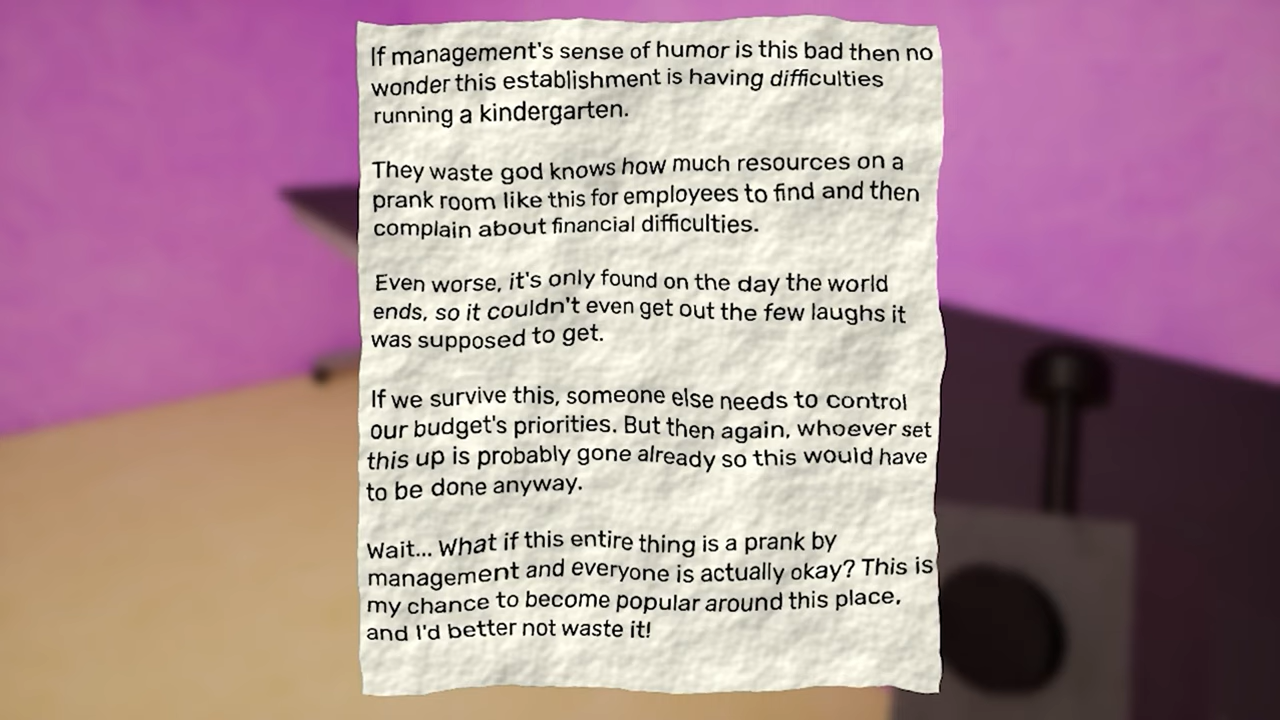 If management's sense of humor is this bad then no
wonder this establishment is having difficulties
running a kindergarten.
They waste god knows how much resources on a
prank room like this for employees to find and then
complain about financial difficulties.
Even worse, it's only found on the day the world
ends, so it couldn't even get out the few laughs it
was supposed to get.
If we survive this, someone else needs to control
our budget's priorities. But then again, whoever set
this up is probably gone already so this would have
to be done anyway.
Wait... What if this entire thing is a prank by
management and everyone is actually okay? This is
my chance to become popular around this place,
and I'd better not waste it!